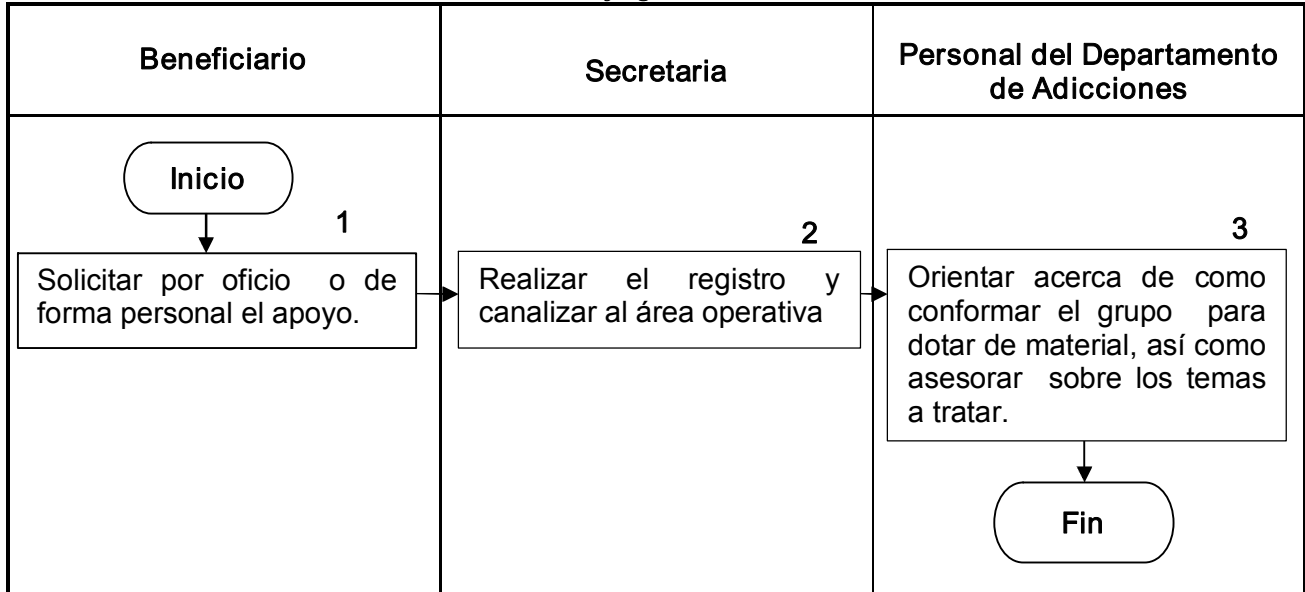 Beneficiario
Secretaria
Personal del Departamento
de Adicciones
Inicio
1
Solicitar por oficio o de
forma personal el apoyo.
2
Realizar el registro y
canalizar al área operativa
3
Orientar acerca de como
conformar el grupo para
dotar de material, así como
asesorar sobre los temas
a tratar.
Fin